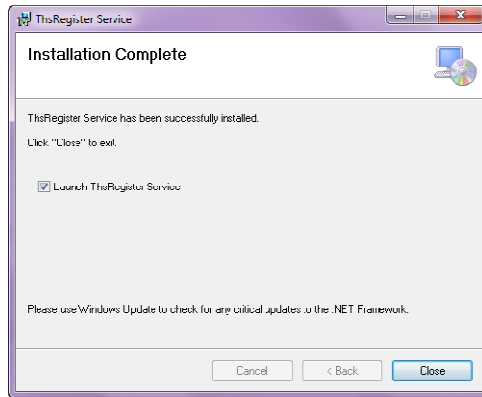 ThsRegister Service
Installation Complete
ThsRegister Service has been successfully installed.
Click "Close" to exit.
Launch ThsRegister Service
Please use Windows Update to check for any critical updates to the .NET Framework.
Cancel
< Back
Close